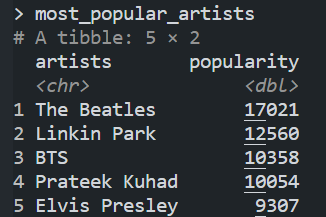 > most_popular_artists
# A tibble: 5 × 2
artists popularity
<chr> <dbl>
1 The Beatles 17021
2 Linkin Park 12560
3 BTS 10358
4 Prateek Kuhad 10054
5 Elvis Presley 9307